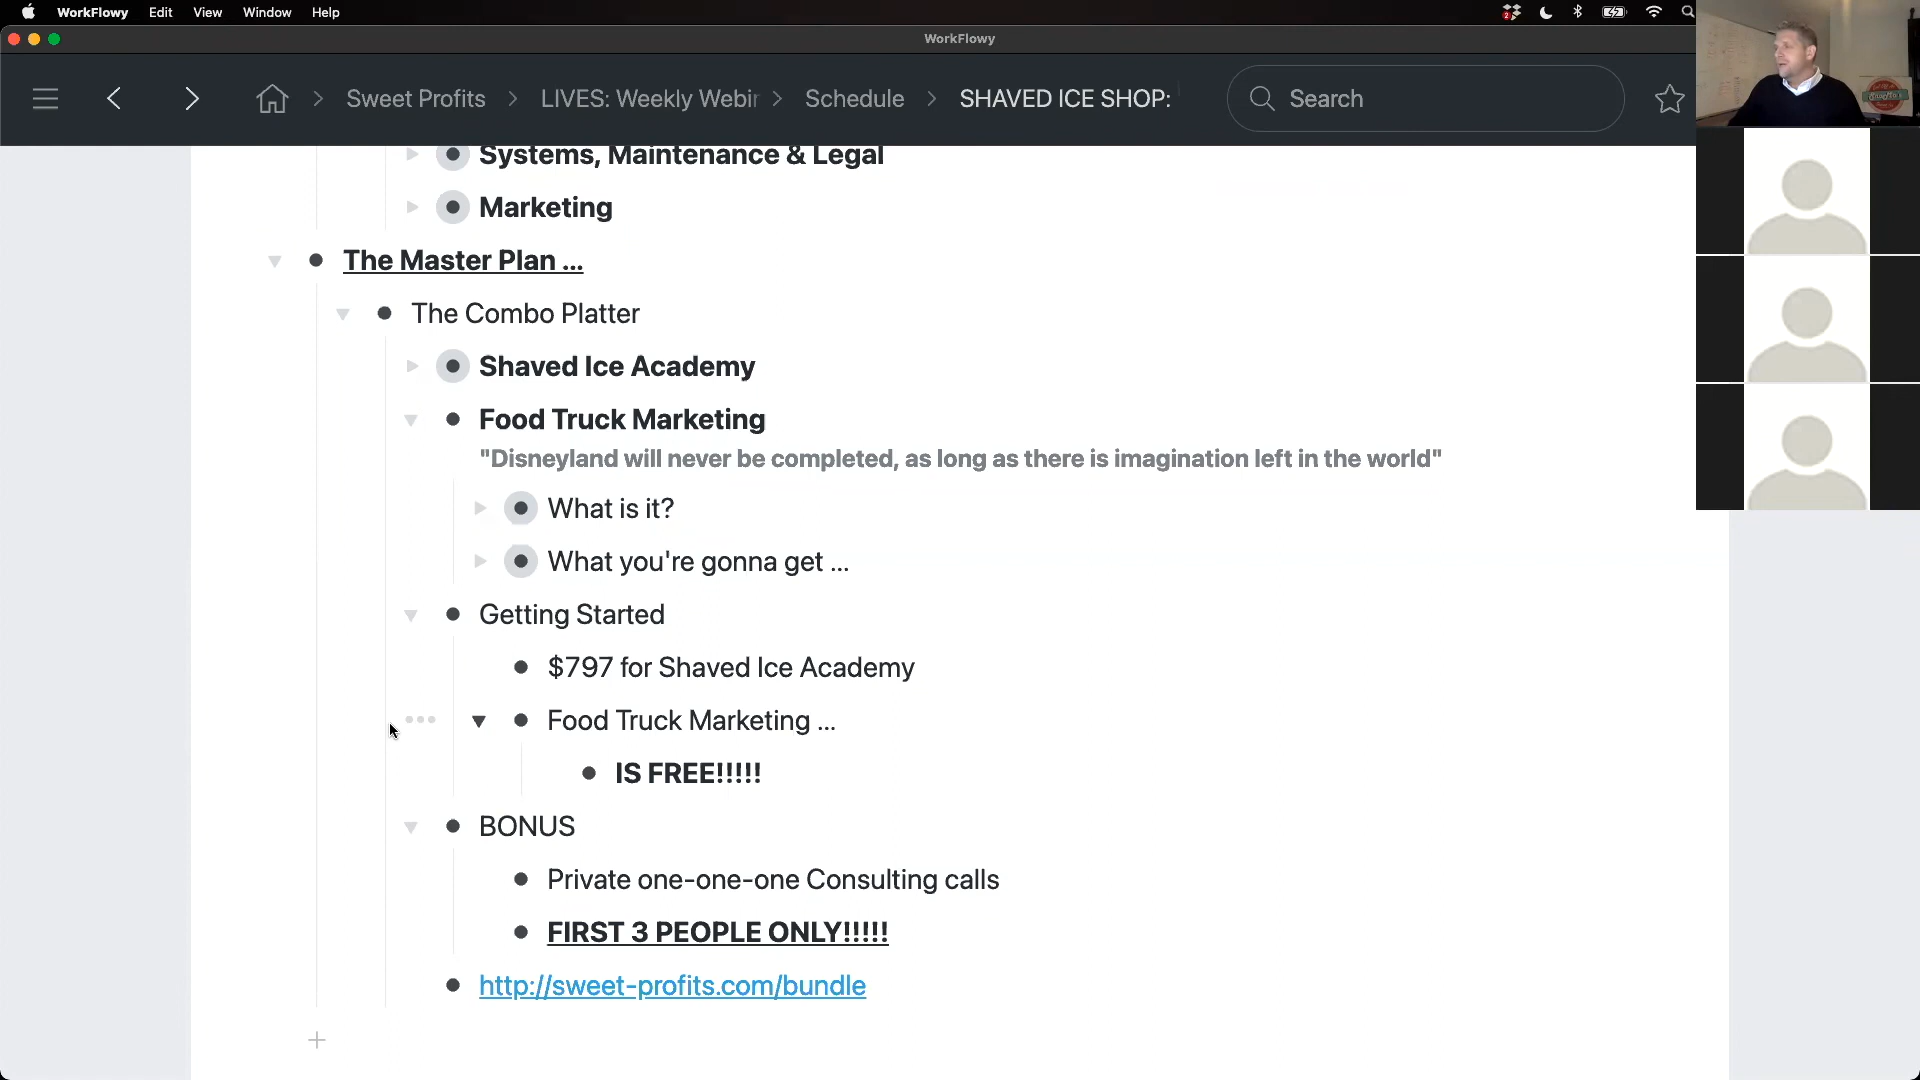 WorkFlowy Edit View Window Help
WorkFlowy
Sweet Profits > LIVES: Weekly Webir > Schedule > SHAVED ICE SHOP:
Search
Systems, Maintenance & Legal
Marketing
The Master Plan ...
The Combo Platter
Shaved Ice Academy
Food Truck Marketing
"Disneyland will never be completed, as long as there is imagination left in the world"
What is it?
What you're gonna get ...
Getting Started
$797 for Shaved Ice Academy
Food Truck Marketing ...
IS FREE!!!!!
BONUS
Private one-one-one Consulting calls
FIRST 3 PEOPLE ONLY!!!!!
http://sweet-profits.com/bundle